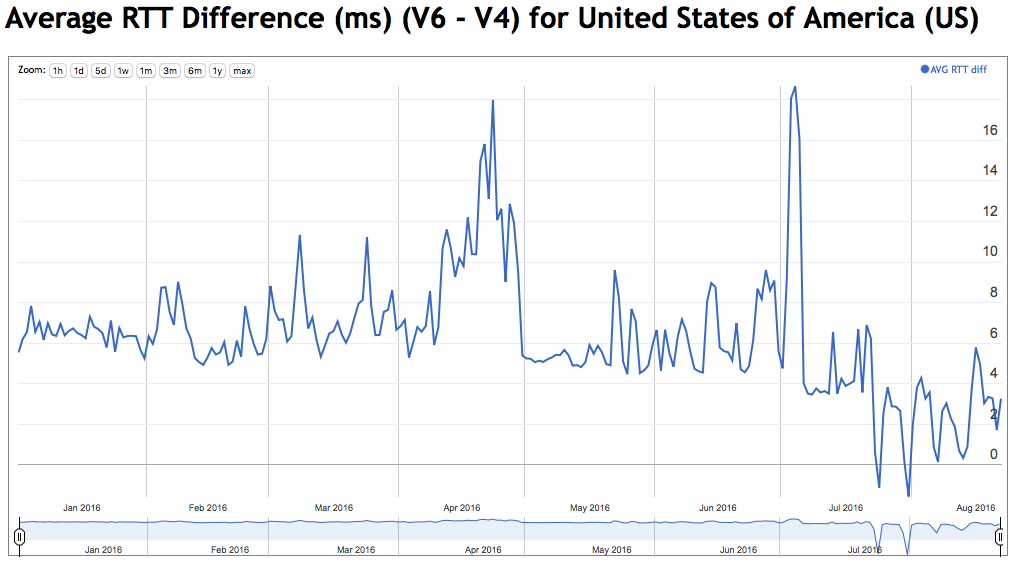 Average RTT Difference (ms) (V6 - V4) for United States of America (US)
Zoom: 1h 1d 5d 1w 1m 3m 6m 1y max AVG RTT diff
16
14
12
10
8
6
4
2
0
Jan 2016 Feb 2016 Mar 2016 Apr 2016 May 2016 Jun 2016 Jul 2016 Aug 2016
Jan 2016 Feb 2016 Mar 2016 Apr 2016 May 2016 Jun 2016 Jul 2016